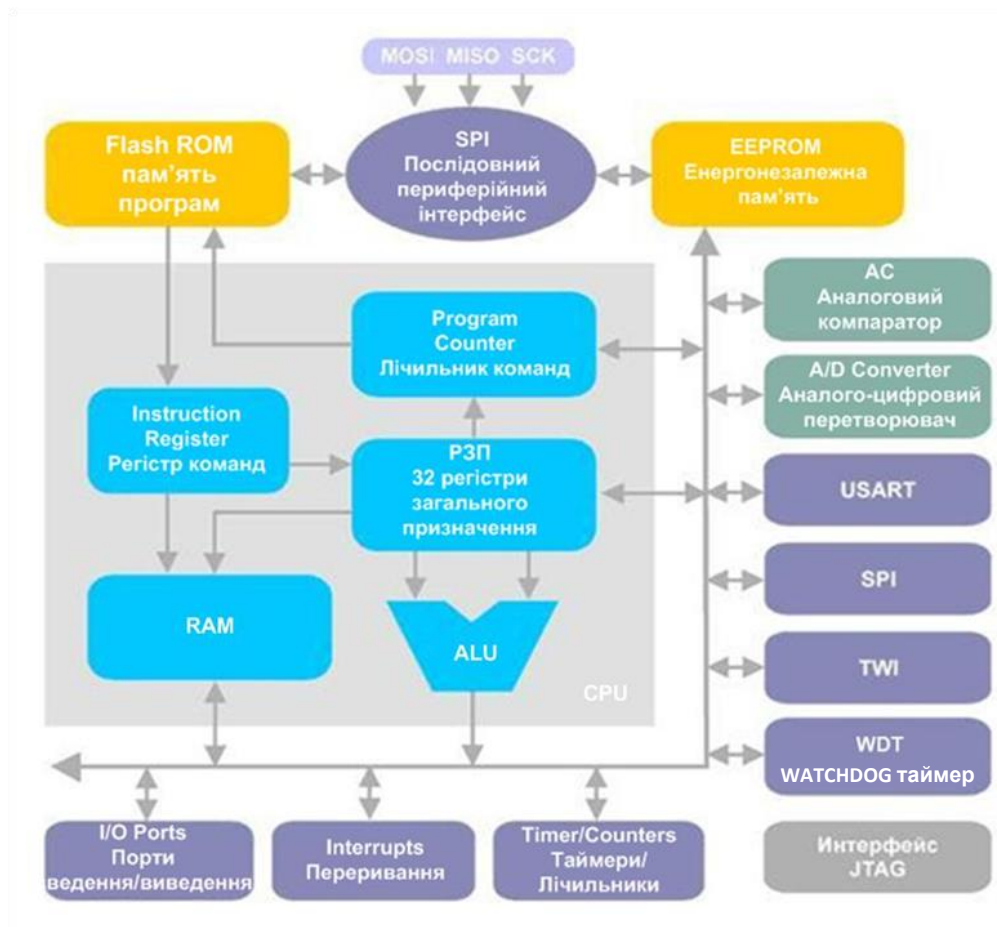 MOSI MISO SCK
SPI
Послідовний
периферійний
інтерфейс
Flash ROM
пам’ять
програм
EEPROM
Енергонезалежна
пам’ять
AC
Аналоговий
компаратор
A/D Converter
Аналого-цифровий
перетворювач
Program
Counter
Лічильник команд
Instruction
Register
Регістр команд
РЗП
32 регістри
загального
призначення
USART
SPI
RAM
ALU
TWI
CPU
WDT
WATCHDOG таймер
I/O Ports
Порти
ведення/виведення
Interrupts
Переривання
Timer/Counters
Таймери/
Лічильники
Интерфейс
JTAG